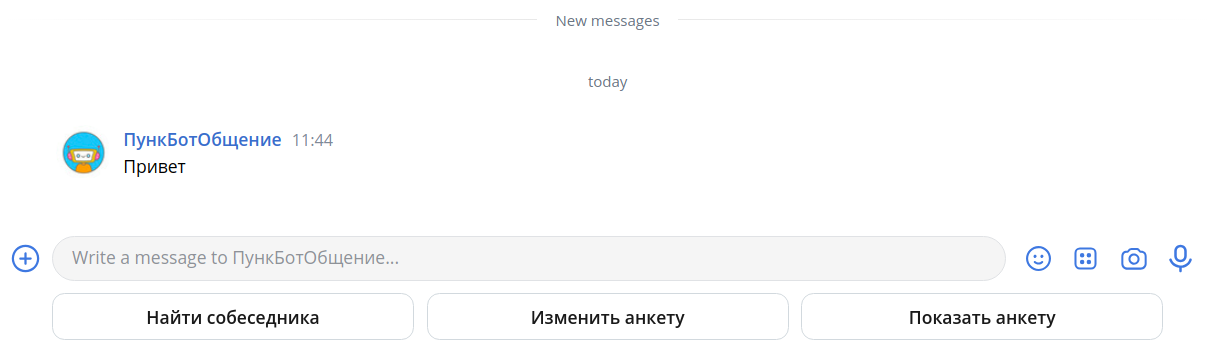 New messages
today
ПункБотОбщение 11:44
Привет
Write a message to ПункБотОбщение...
Найти собеседника
Изменить анкету
Показать анкету